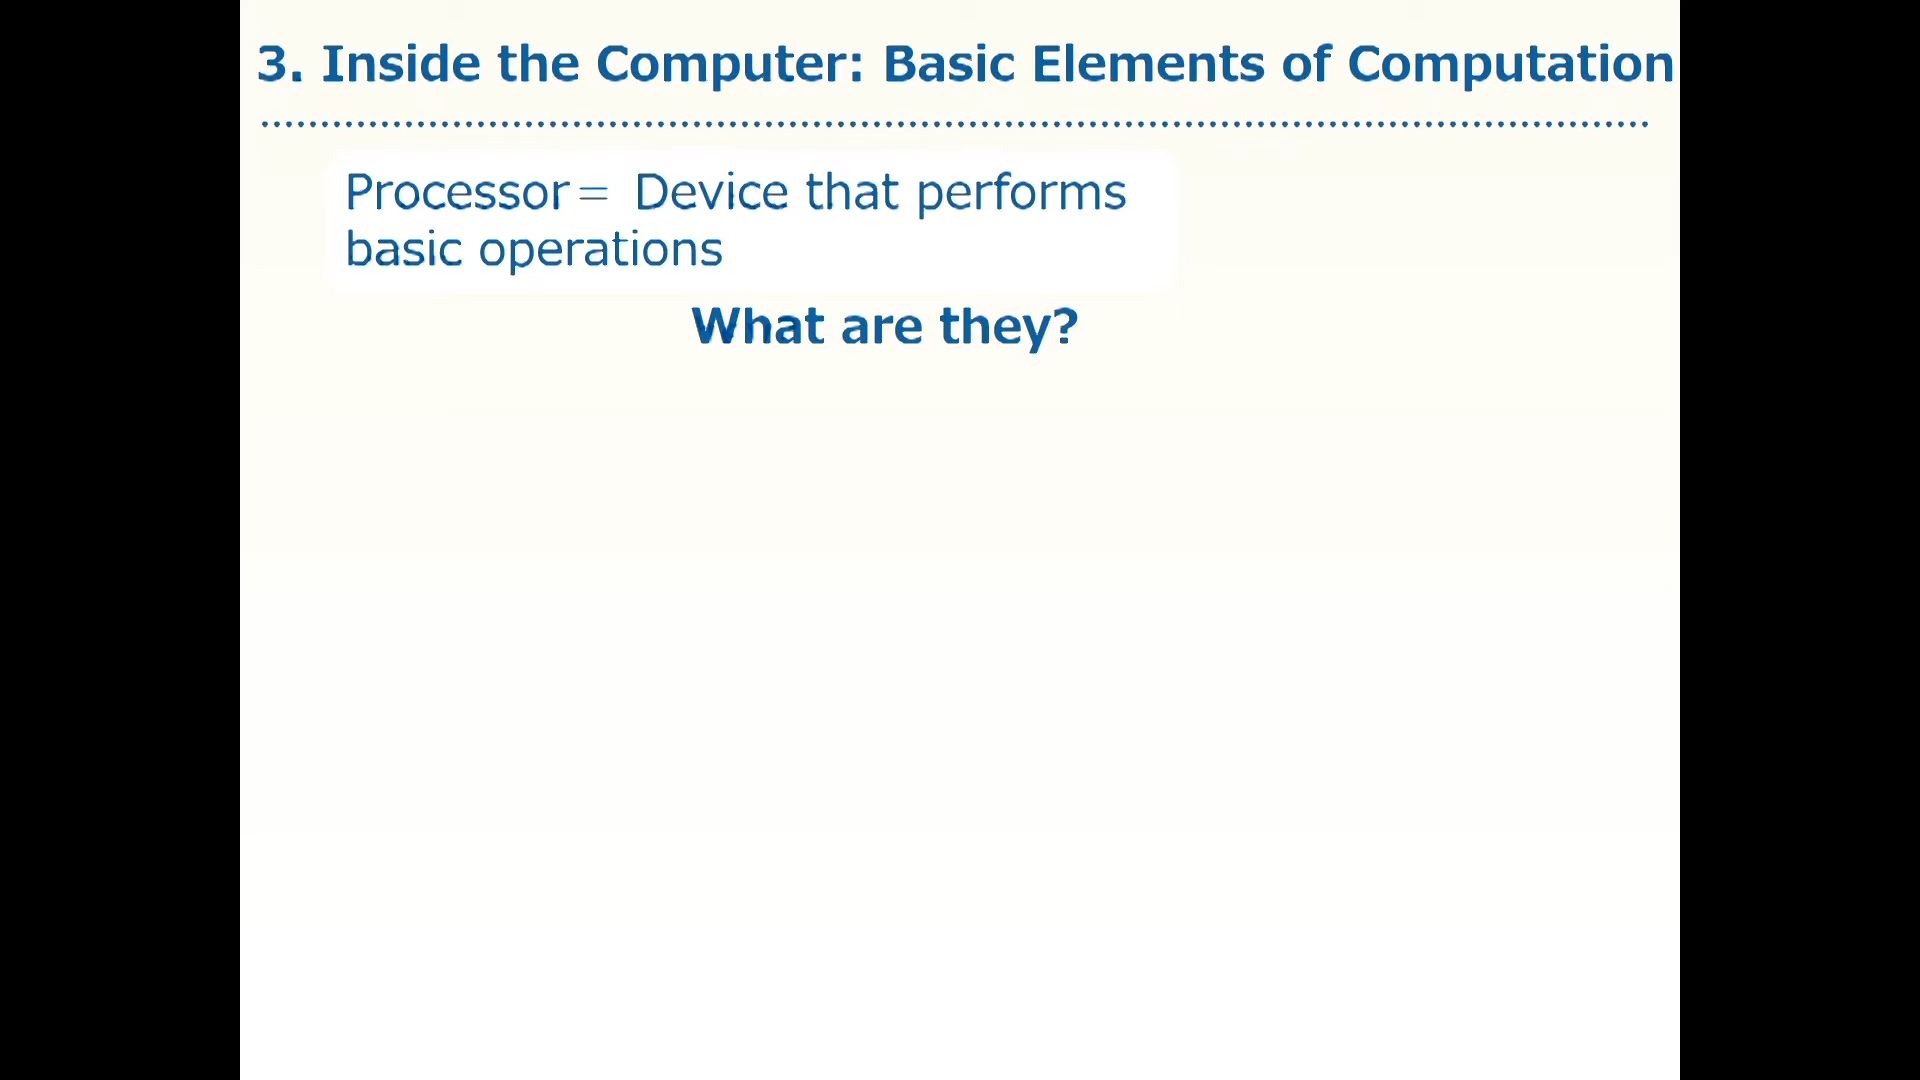 3. Inside the Computer: Basic Elements of Computation
Processor= Device that performs
basic operations
What are they?